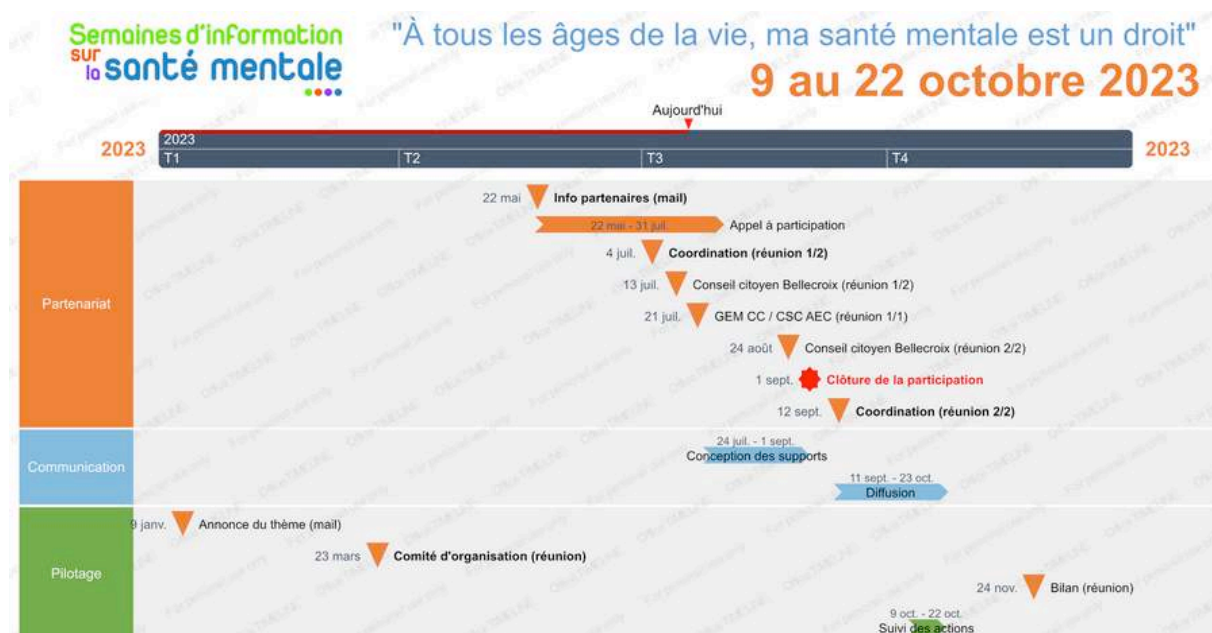 Semaines d'information
sur
la santé mentale
"À tous les âges de la vie, ma santé mentale est un droit"
9 au 22 octobre 2023
Aujourd'hui
2023
2023
T1
T2
T3
T4
2023
Partenariat
22 mai
Info partenaires (mail)
22 mai - 31 juil.
Appel à participation
4 juil.
Coordination (réunion 1/2)
13 juil.
Conseil citoyen Bellecroix (réunion 1/2)
21 juil.
GEM CC / CSC AEC (réunion 1/1)
24 août
Conseil citoyen Bellecroix (réunion 2/2)
1 sept.
Clôture de la participation
12 sept.
Coordination (réunion 2/2)
Communication
24 juil. - 1 sept.
Conception des supports
11 sept. - 23 oct.
Diffusion
Pilotage
9 janv.
Annonce du thème (mail)
23 mars
Comité d'organisation (réunion)
24 nov.
Bilan (réunion)
9 oct. - 22 oct.
Suivi des actions